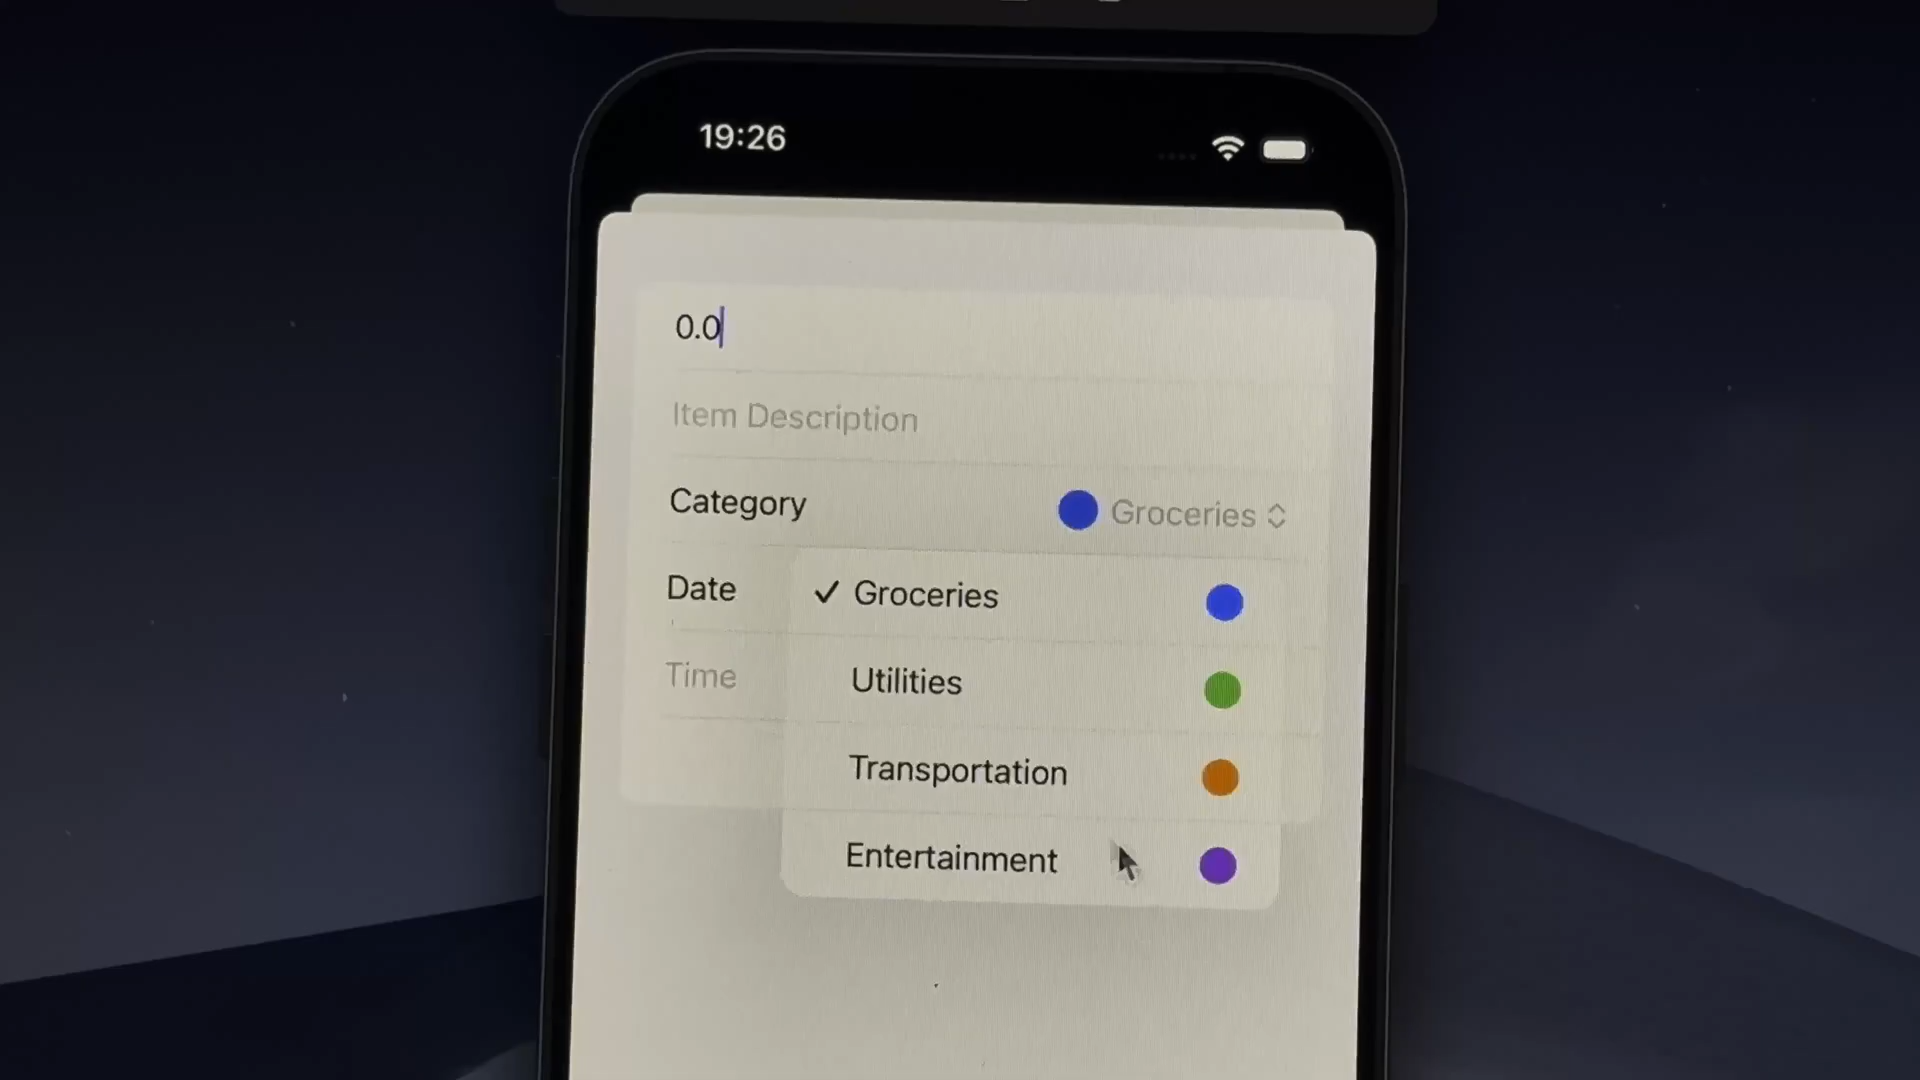 19:26
0.0
Item Description
Category Groceries
Date
Time
Groceries
Utilities
Transportation
Entertainment